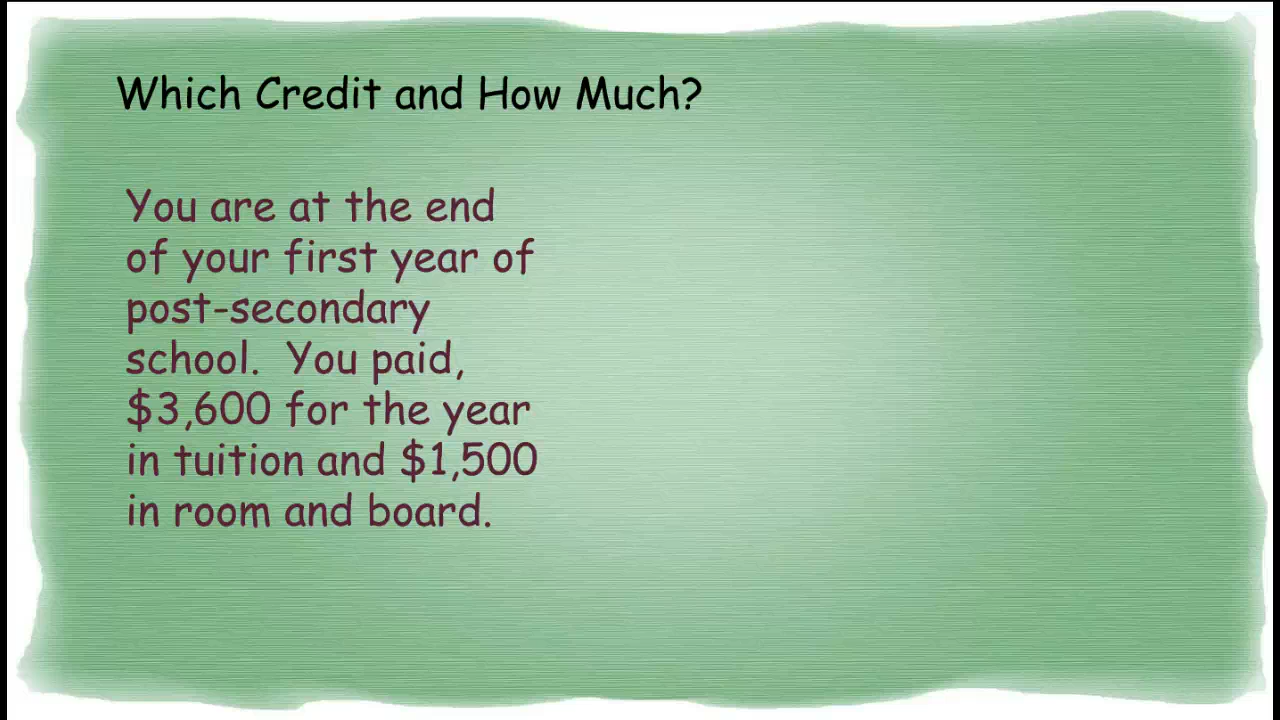 Which Credit and How Much?
You are at the end
of your first year of
post-secondary
school.  You paid,
$3,600 for the year
in tuition and $1,500
in room and board.